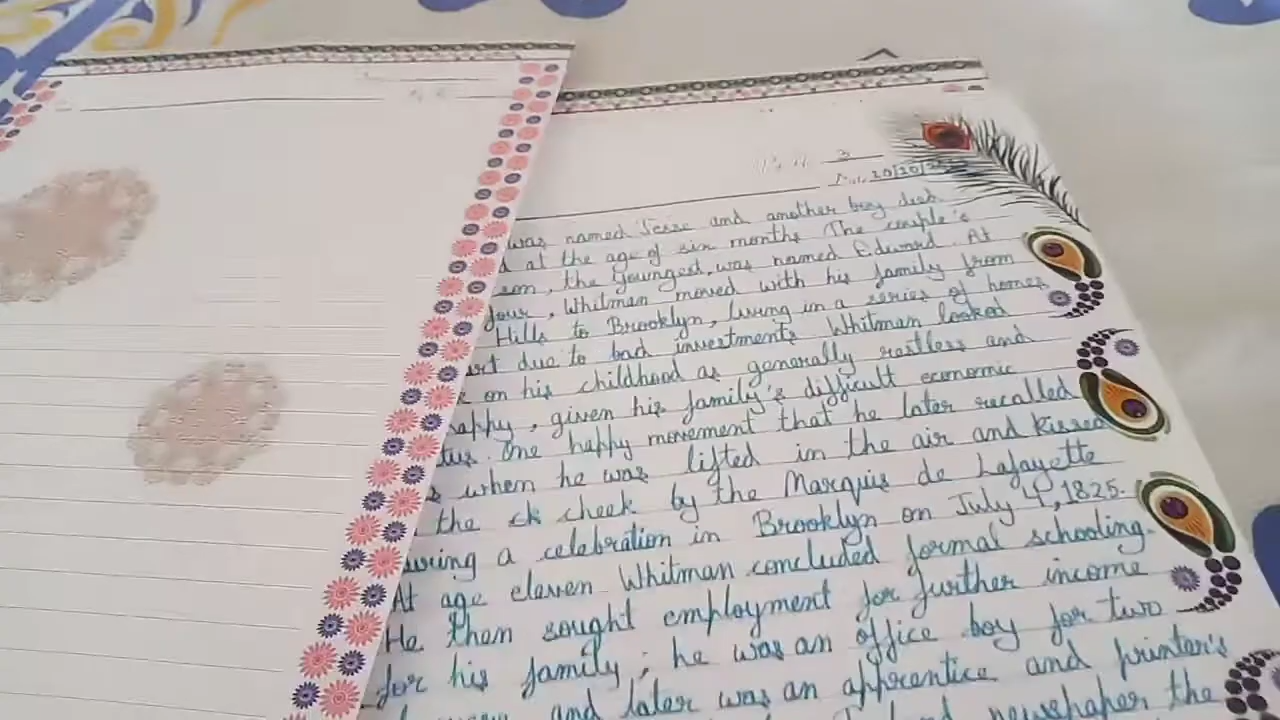 3
20/20/
was named Jesse and another boy died
at the age of six months The couple's
son, the youngest, was named Edward. At
four, Whitman moved with his family from
Hills to Brooklyn, living in a series of homes
due to bad investments. Whitman looked
on his childhood as generally restless and
happy, given his family's difficult economic
One happy movement that he later recalled
when he was lifted in the air and kissed
the ck cheek by the Marquis de Lafayette
during a celebration in Brooklyn on July 4, 1825.
At age eleven Whitman concluded formal schooling.
He then sought employment for further income
for his family; he was an office boy for two
and later was an apprentice and printer's
newspaper the